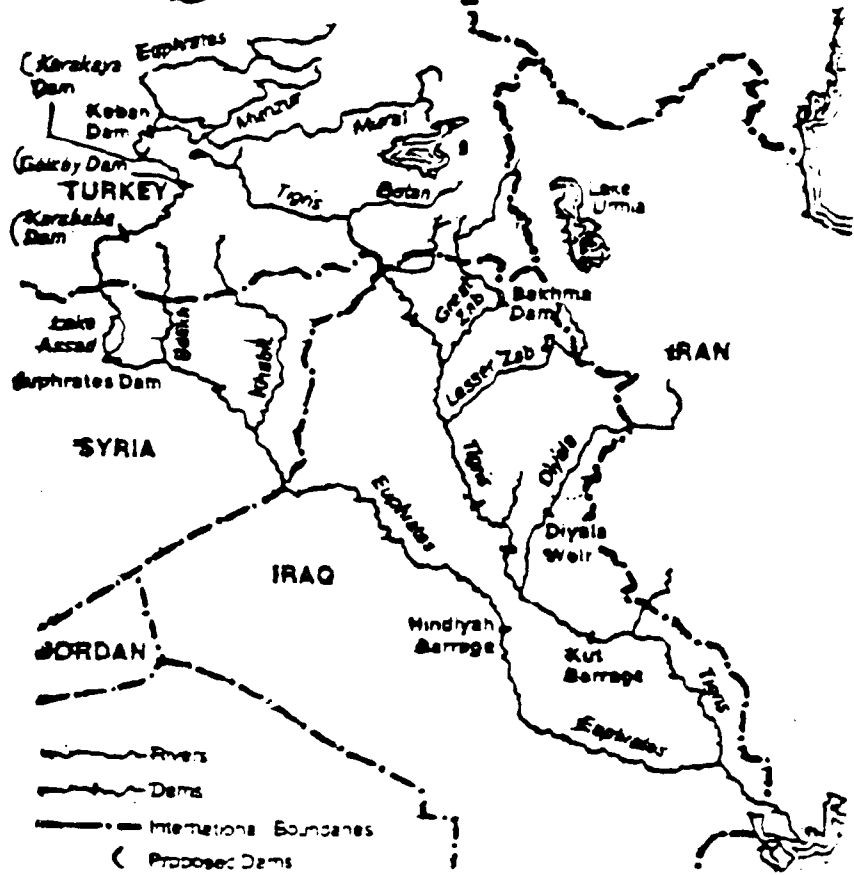 Euphrates
(Karakaya
Dam
Keban
Dam
Munzur
Murat
(Golkoy Dam
TURKEY
Tigris
Botan
Lake
Urmia
(Karababa
Dam
Greater
Zab
Bekhma
Dam
Lake
Assad
Balikh
Khabur
Lesser Zab
IRAN
Euphrates Dam
SYRIA
Tigris
Diyala
Euphrates
Diyala
Weir
IRAQ
Hindiyah
Barrage
JORDAN
Kut
Barrage
Tigris
Euphrates
Rivers
Dams
International Boundaries
( Proposed Dams